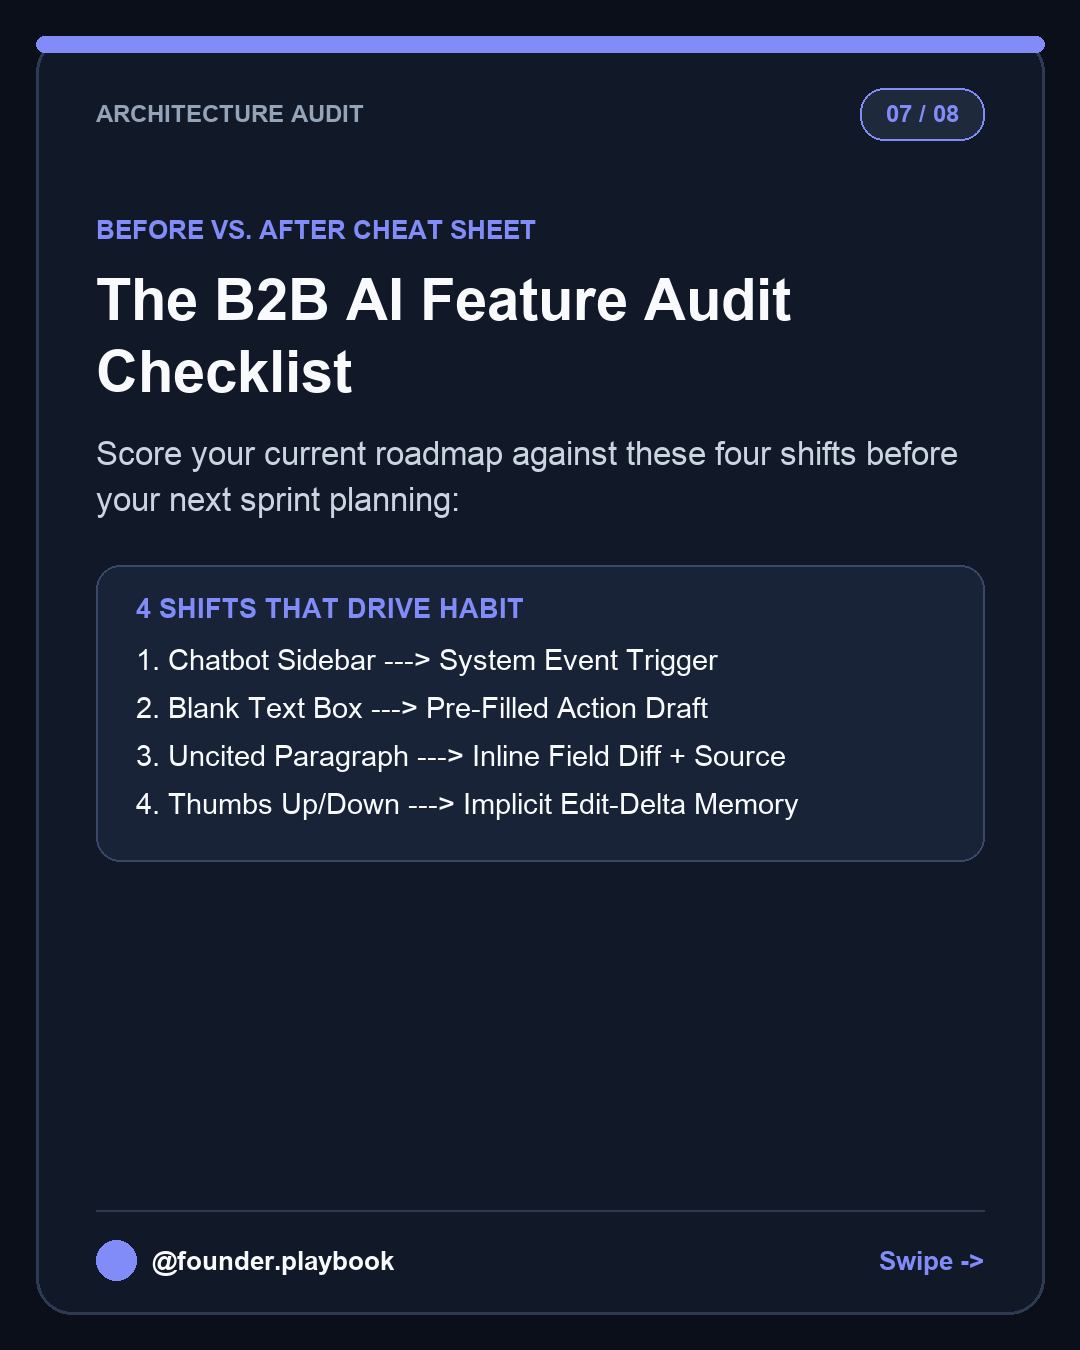 ARCHITECTURE AUDIT
07 / 08
BEFORE VS. AFTER CHEAT SHEET
The B2B AI Feature Audit
Checklist
Score your current roadmap against these four shifts before
your next sprint planning:
4 SHIFTS THAT DRIVE HABIT
1. Chatbot Sidebar ---> System Event Trigger
2. Blank Text Box ---> Pre-Filled Action Draft
3. Uncited Paragraph ---> Inline Field Diff + Source
4. Thumbs Up/Down ---> Implicit Edit-Delta Memory
@founder.playbook
Swipe ->